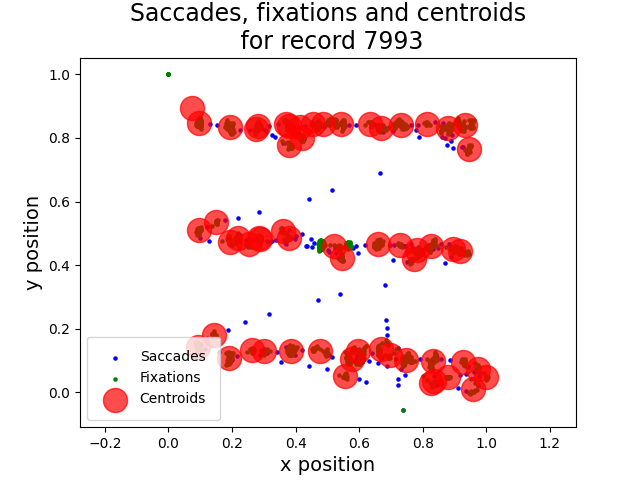 Saccades, fixations and centroids
for record 7993
1.0
0.8
0.6
0.4
0.2
0.0
y position
Saccades
Fixations
Centroids
−0.2 0.0 0.2 0.4 0.6 0.8 1.0 1.2
x position